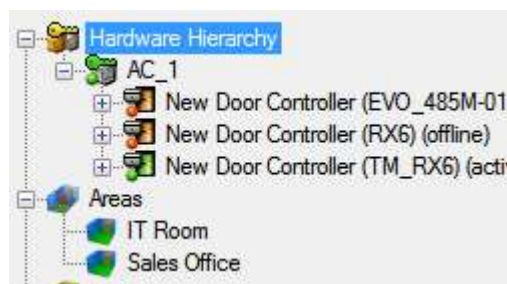 Hardware Hierarchy
AC_1
New Door Controller (EVO_485M-01
New Door Controller (RX6) (offline)
New Door Controller (TM_RX6) (activ
Areas
IT Room
Sales Office